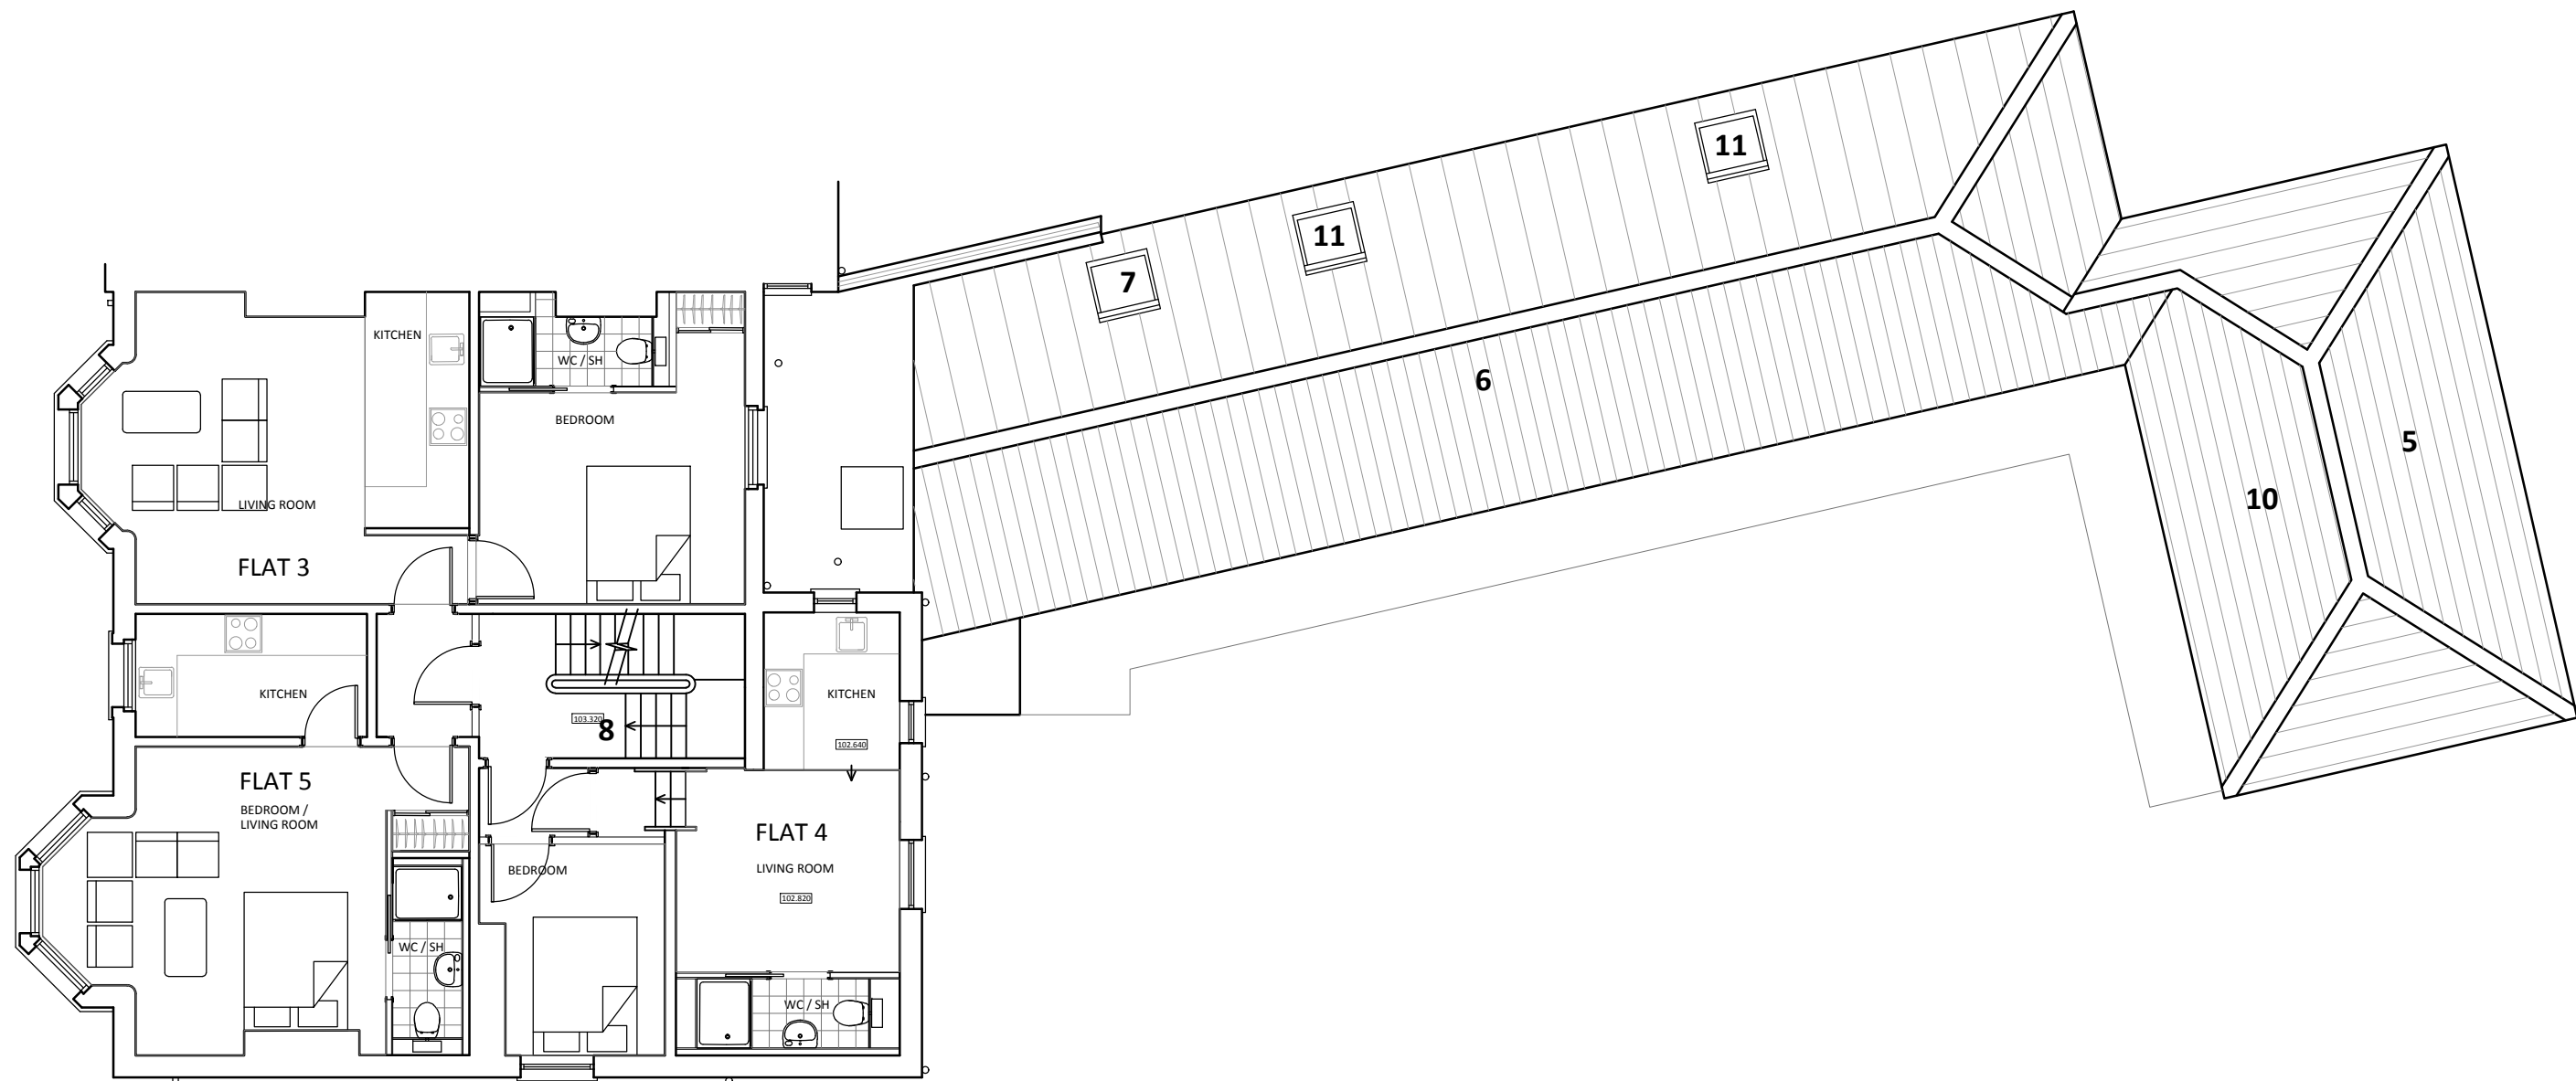 11
11
7
KITCHEN
WC / SH
6
BEDROOM
5
LIVING ROOM
10
FLAT 3
KITCHEN
KITCHEN
103.320
8
102.640
FLAT 5
BEDROOM /
LIVING ROOM
FLAT 4
BEDROOM
LIVING ROOM
102.820
WC / SH
WC / SH